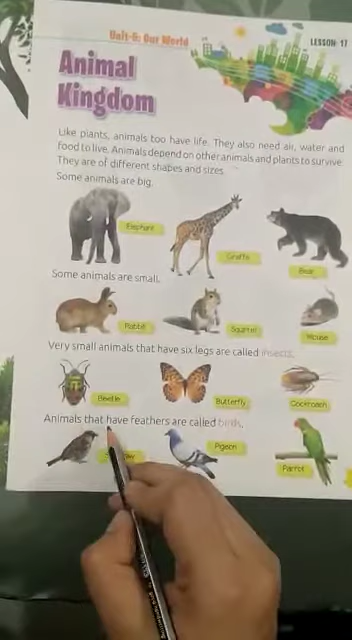 Unit-5: Our World
LESSON: 17
Animal
Kingdom
Like plants, animals too have life. They also need air, water and
food to live. Animals depend on other animals and plants to survive.
They are of different shapes and sizes.
Some animals are big.
Elephant
Giraffe
Bear
Some animals are small.
Rabbit
Squirrel
Mouse
Very small animals that have six legs are called insects.
Beetle
Butterfly
Cockroach
Animals that have feathers are called birds.
Pigeon
Parrot